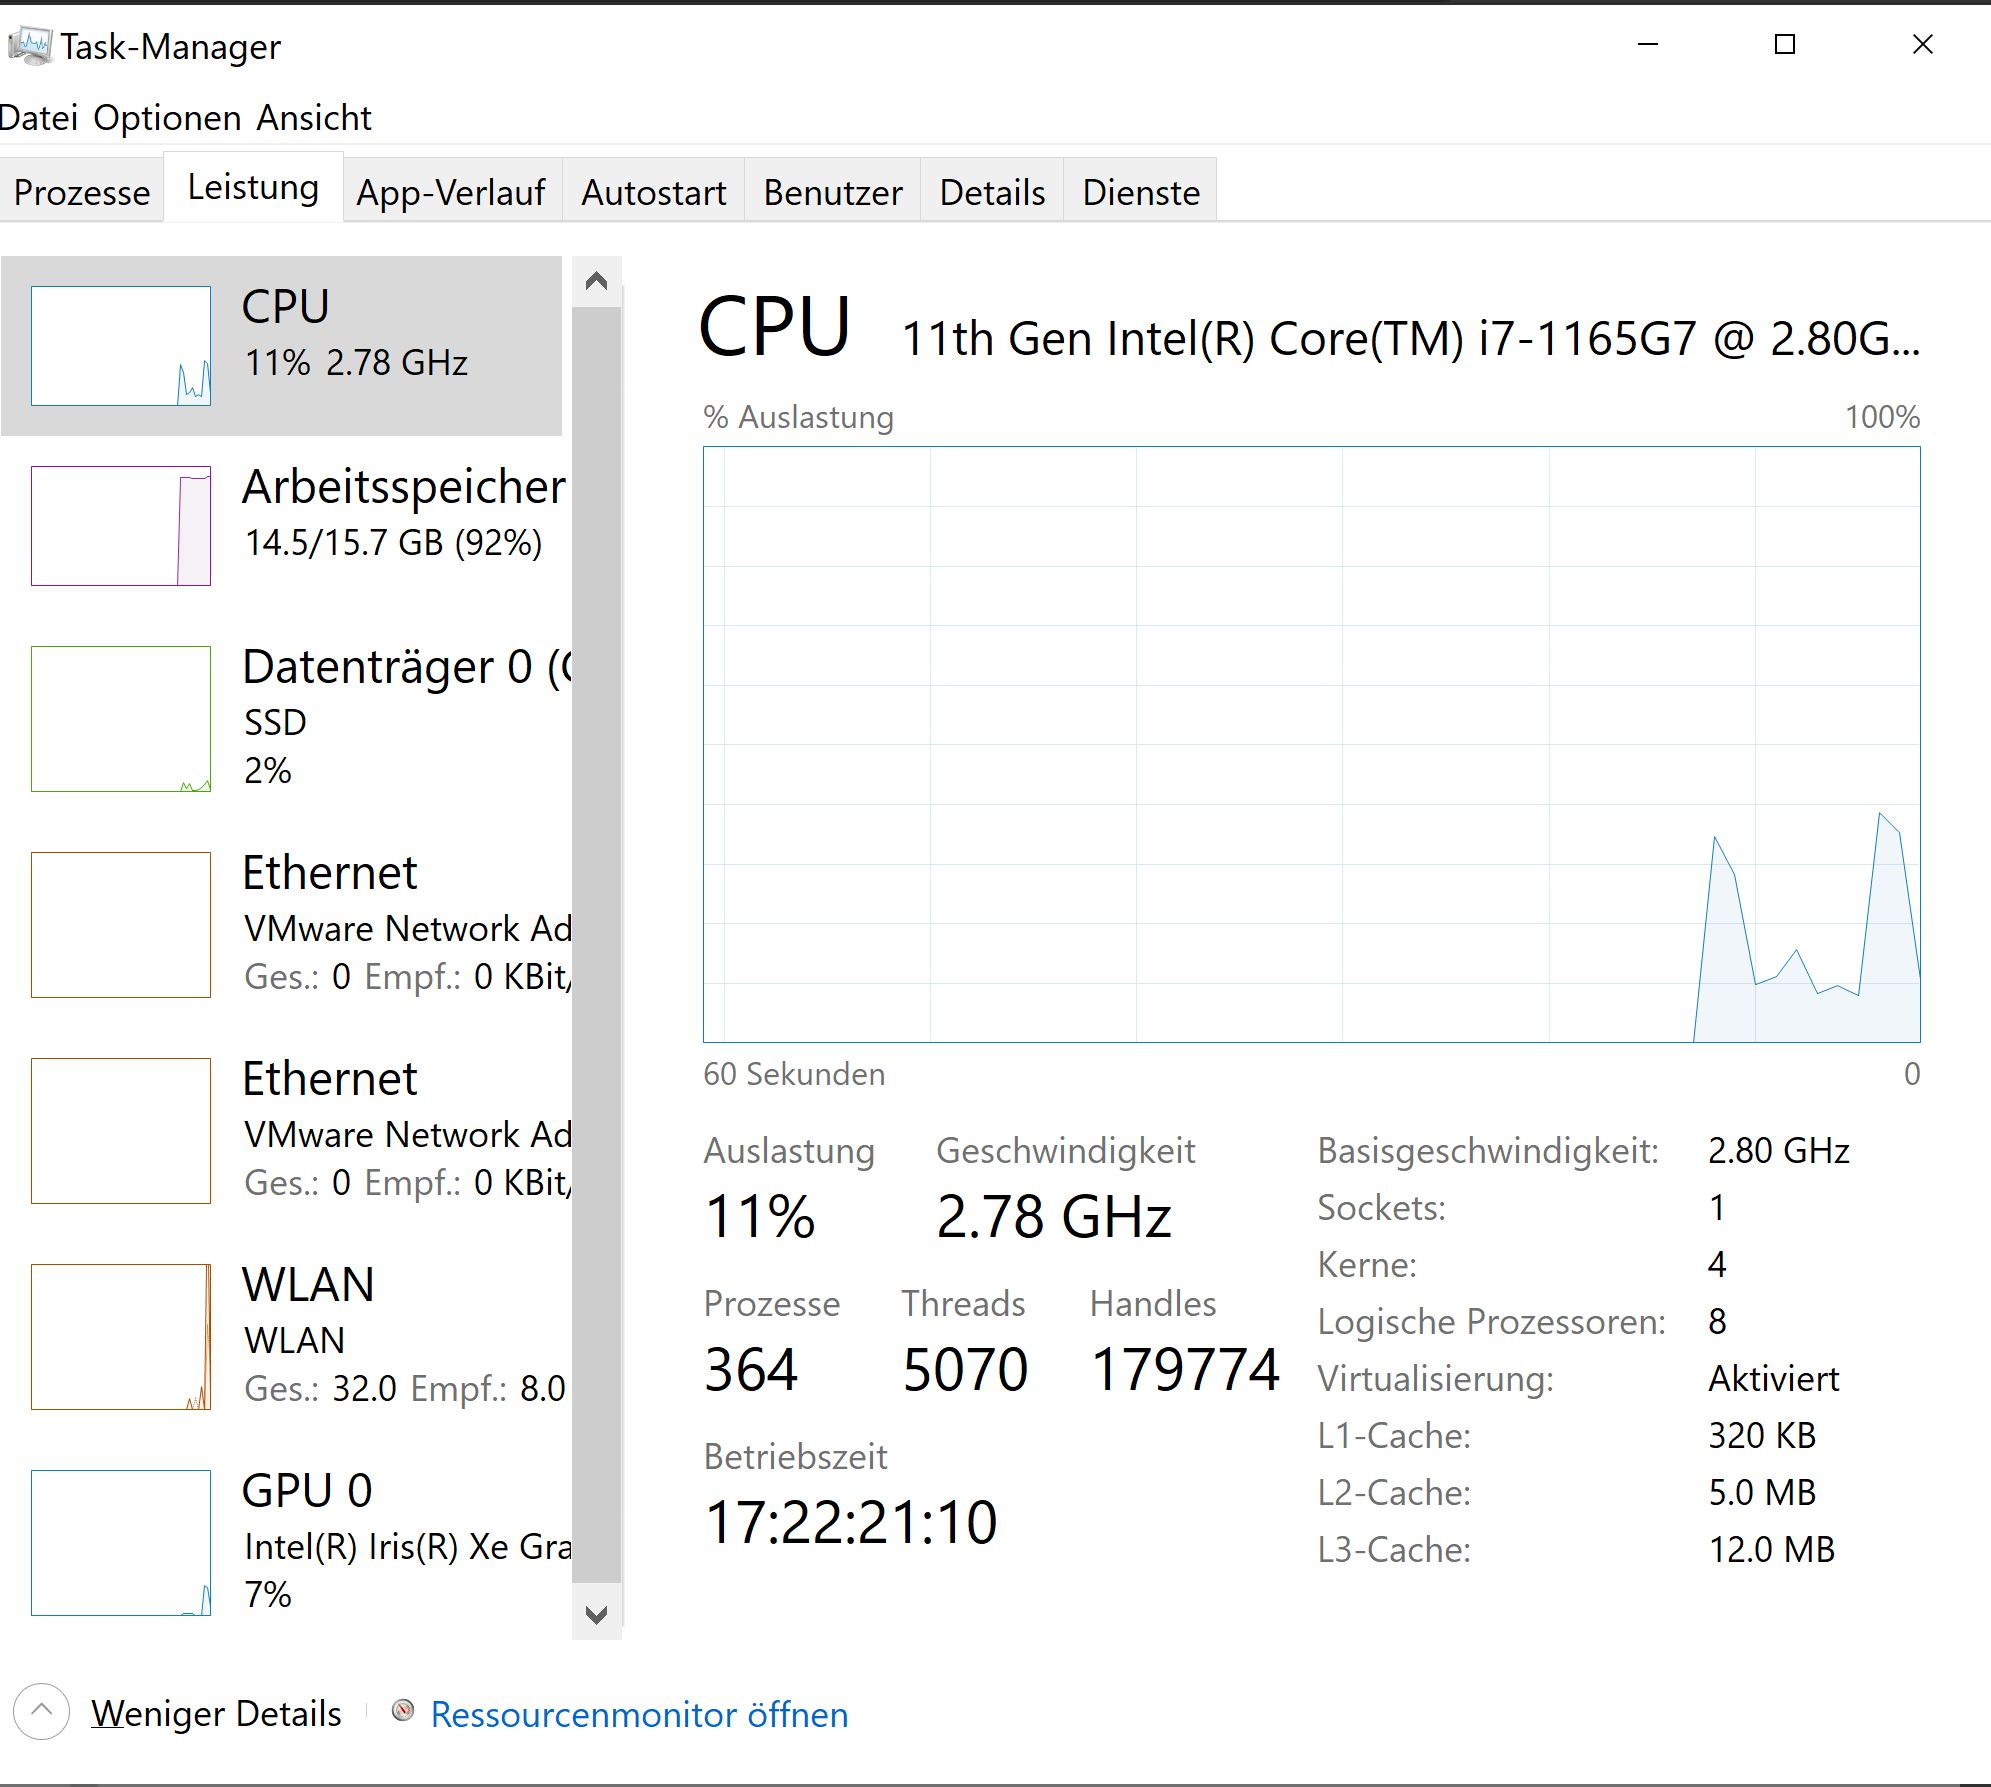 Task-Manager
Datei Optionen Ansicht
Prozesse Leistung App-Verlauf Autostart Benutzer Details Dienste
CPU
11% 2.78 GHz
Arbeitsspeicher
14.5/15.7 GB (92%)
Datenträger 0 (
SSD
2%
Ethernet
VMware Network Ad
Ges.: 0 Empf.: 0 KBit/
Ethernet
VMware Network Ad
Ges.: 0 Empf.: 0 KBit/
WLAN
WLAN
Ges.: 32.0 Empf.: 8.0
GPU 0
Intel(R) Iris(R) Xe Gra
7%
CPU 11th Gen Intel(R) Core(TM) i7-1165G7 @ 2.80G...
% Auslastung 100%
60 Sekunden 0
Auslastung Geschwindigkeit
11% 2.78 GHz
Prozesse Threads Handles
364 5070 179774
Betriebszeit
17:22:21:10
Basisgeschwindigkeit: 2.80 GHz
Sockets: 1
Kerne: 4
Logische Prozessoren: 8
Virtualisierung: Aktiviert
L1-Cache: 320 KB
L2-Cache: 5.0 MB
L3-Cache: 12.0 MB
Weniger Details Ressourcenmonitor öffnen